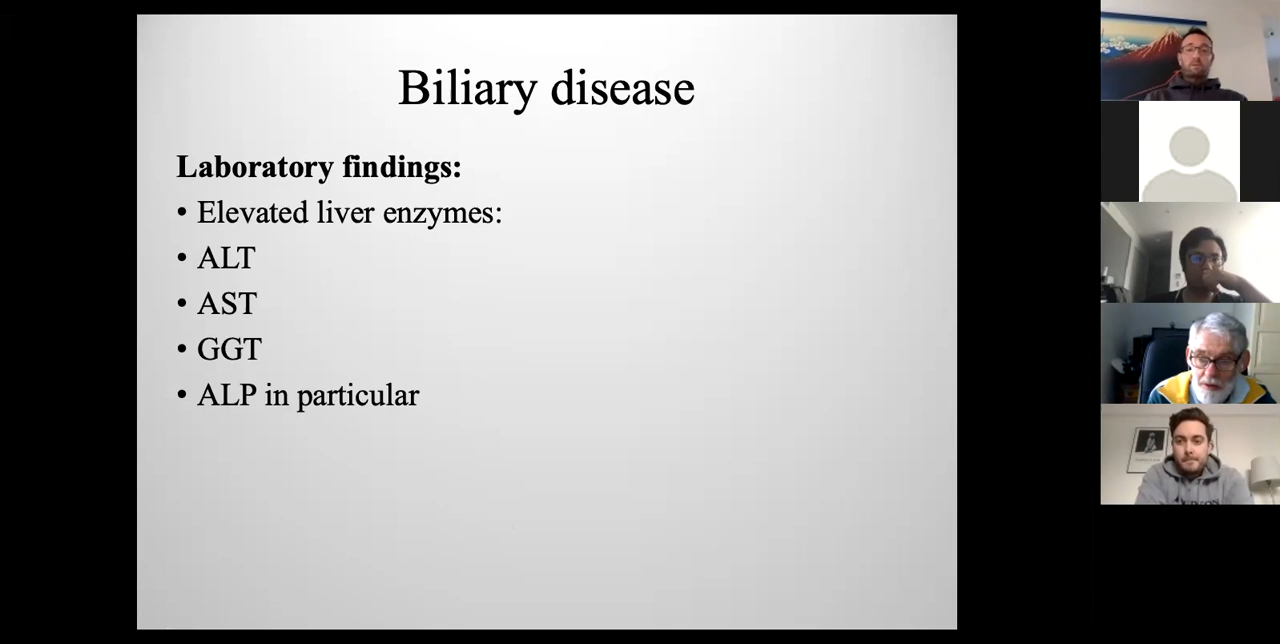 Biliary disease
Laboratory findings:
• Elevated liver enzymes:
• ALT
• AST
• GGT
• ALP in particular